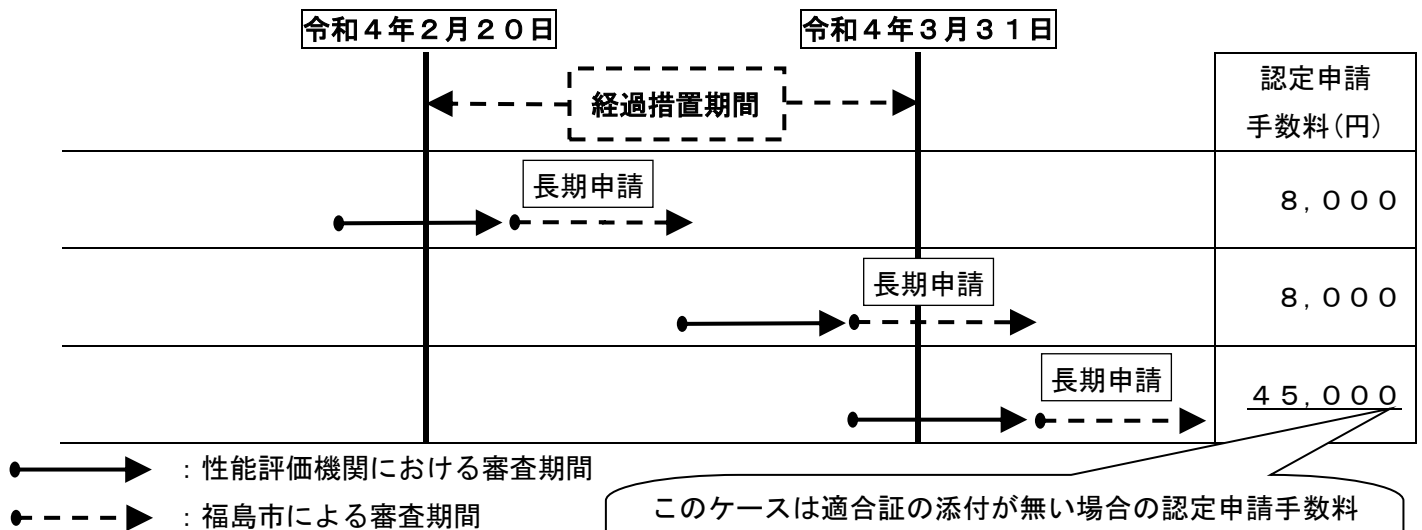 令和４年２月２０日
令和４年３月３１日
経過措置期間
認定申請
手数料(円)
長期申請
８,０００
長期申請
８,０００
長期申請
４５,０００
：性能評価機関における審査期間
：福島市による審査期間
このケースは適合証の添付が無い場合の認定申請手数料